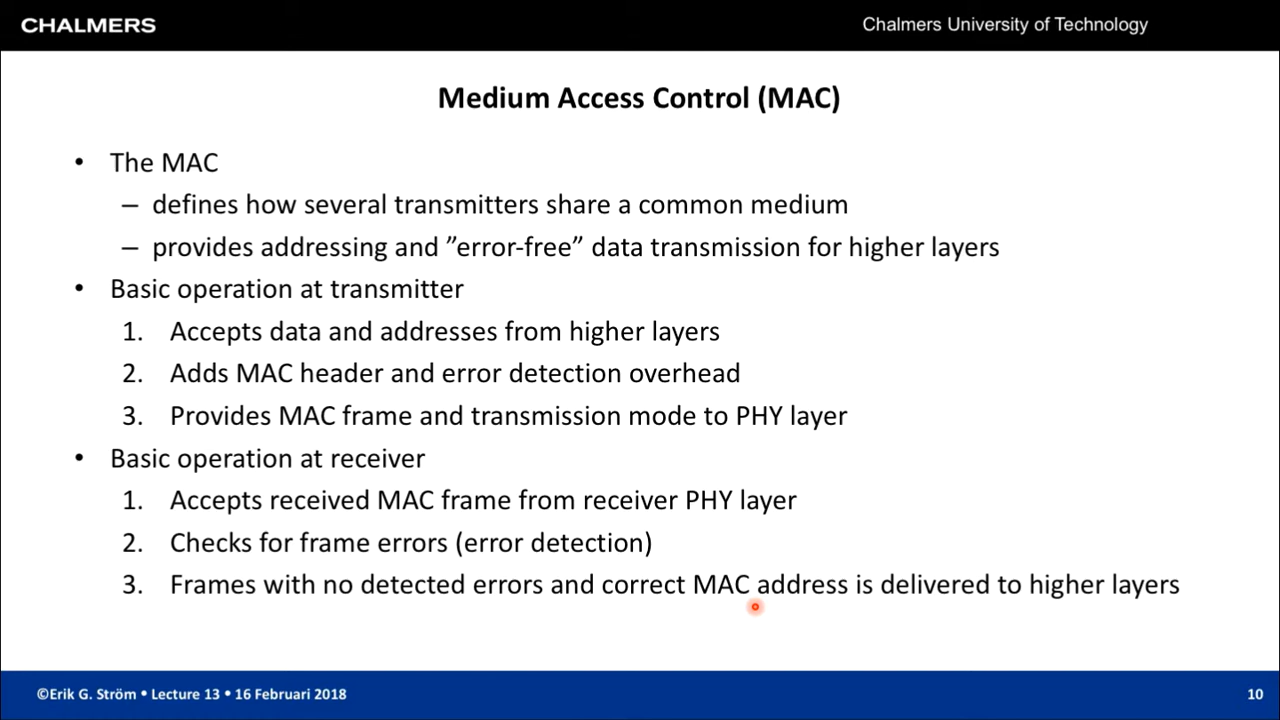 CHALMERS
Chalmers University of Technology
Medium Access Control (MAC)
• The MAC
– defines how several transmitters share a common medium
– provides addressing and ”error-free” data transmission for higher layers
• Basic operation at transmitter
1. Accepts data and addresses from higher layers
2. Adds MAC header and error detection overhead
3. Provides MAC frame and transmission mode to PHY layer
• Basic operation at receiver
1. Accepts received MAC frame from receiver PHY layer
2. Checks for frame errors (error detection)
3. Frames with no detected errors and correct MAC address is delivered to higher layers
©Erik G. Ström • Lecture 13 • 16 Februari 2018
10